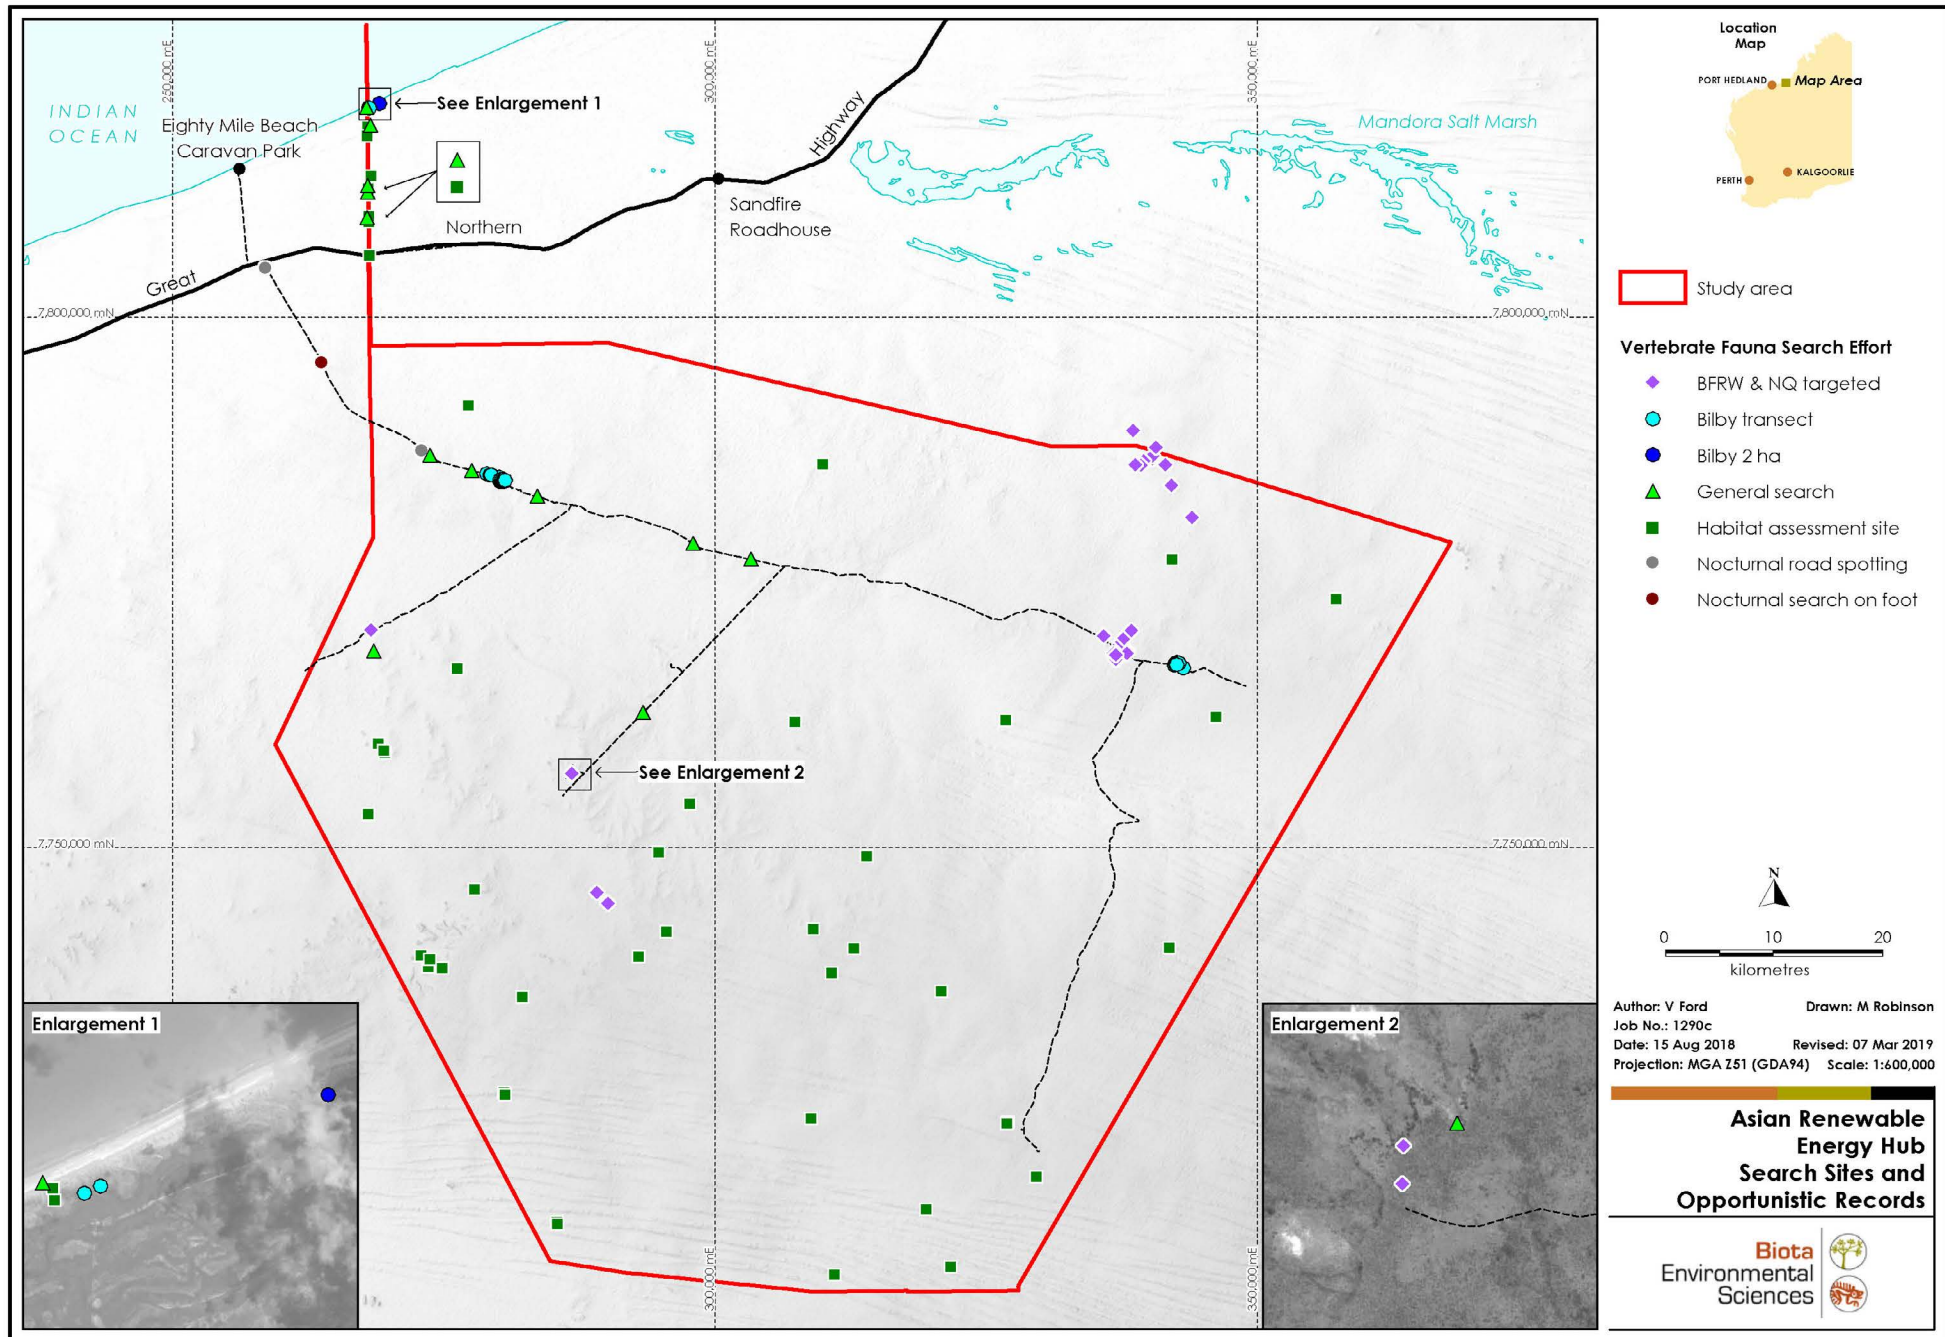 INDIAN
OCEAN
250,000 mE
300,000 mE
350,000 mE
See Enlargement 1
Eighty Mile Beach
Caravan Park
Highway
Mandora Salt Marsh
Sandfire
Roadhouse
Northern
Great
7,800,000 mN
7,800,000 mN
See Enlargement 2
7,750,000 mN
7,750,000 mN
300,000 mE
350,000 mE
Enlargement 1
Enlargement 2
Location
Map
PORT HEDLAND
Map Area
PERTH
KALGOORLIE
Study area
Vertebrate Fauna Search Effort
BFRW & NQ targeted
Bilby transect
Bilby 2 ha
General search
Habitat assessment site
Nocturnal road spotting
Nocturnal search on foot
N
0 10 20
kilometres
Author: V Ford Drawn: M Robinson
Job No.: 1290c
Date: 15 Aug 2018 Revised: 07 Mar 2019
Projection: MGA Z51 (GDA94) Scale: 1:600,000
Asian Renewable
Energy Hub
Search Sites and
Opportunistic Records
Biota
Environmental
Sciences